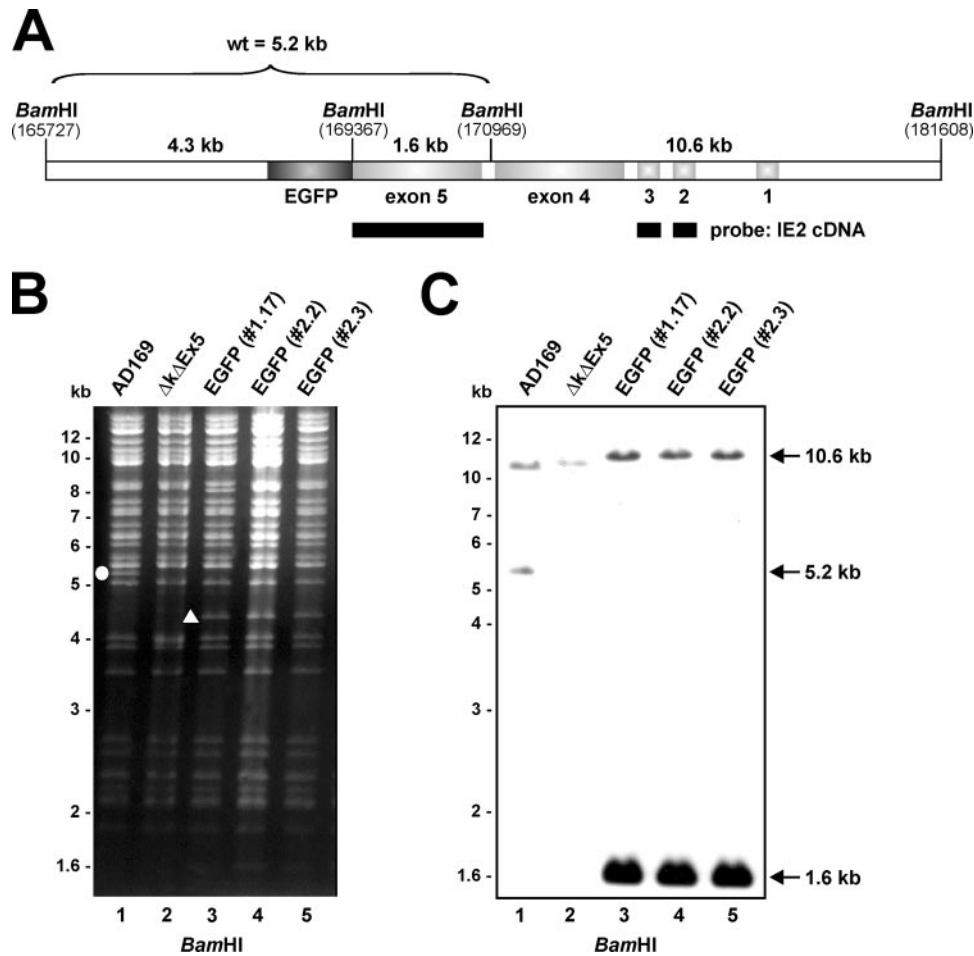 A
wt = 5.2 kb
BamHI BamHI BamHI BamHI
(165727) (169367) (170969) (181608)
4.3 kb 1.6 kb 10.6 kb
EGFP exon 5 exon 4 3 2 1
probe: IE2 cDNA
B
kb AD169 ΔkΔEx5 EGFP (#1.17) EGFP (#2.2) EGFP (#2.3)
12 -
10 -
8 -
7 -
6 -
5 -
4 -
3 -
2 -
1.6 -
1 2 3 4 5
BamHI
C
kb AD169 ΔkΔEx5 EGFP (#1.17) EGFP (#2.2) EGFP (#2.3)
12 -
10.6 kb
10 -
7 -
6 -
5.2 kb
5 -
4 -
3 -
2 -
1.6 - 1.6 kb
1 2 3 4 5
BamHI